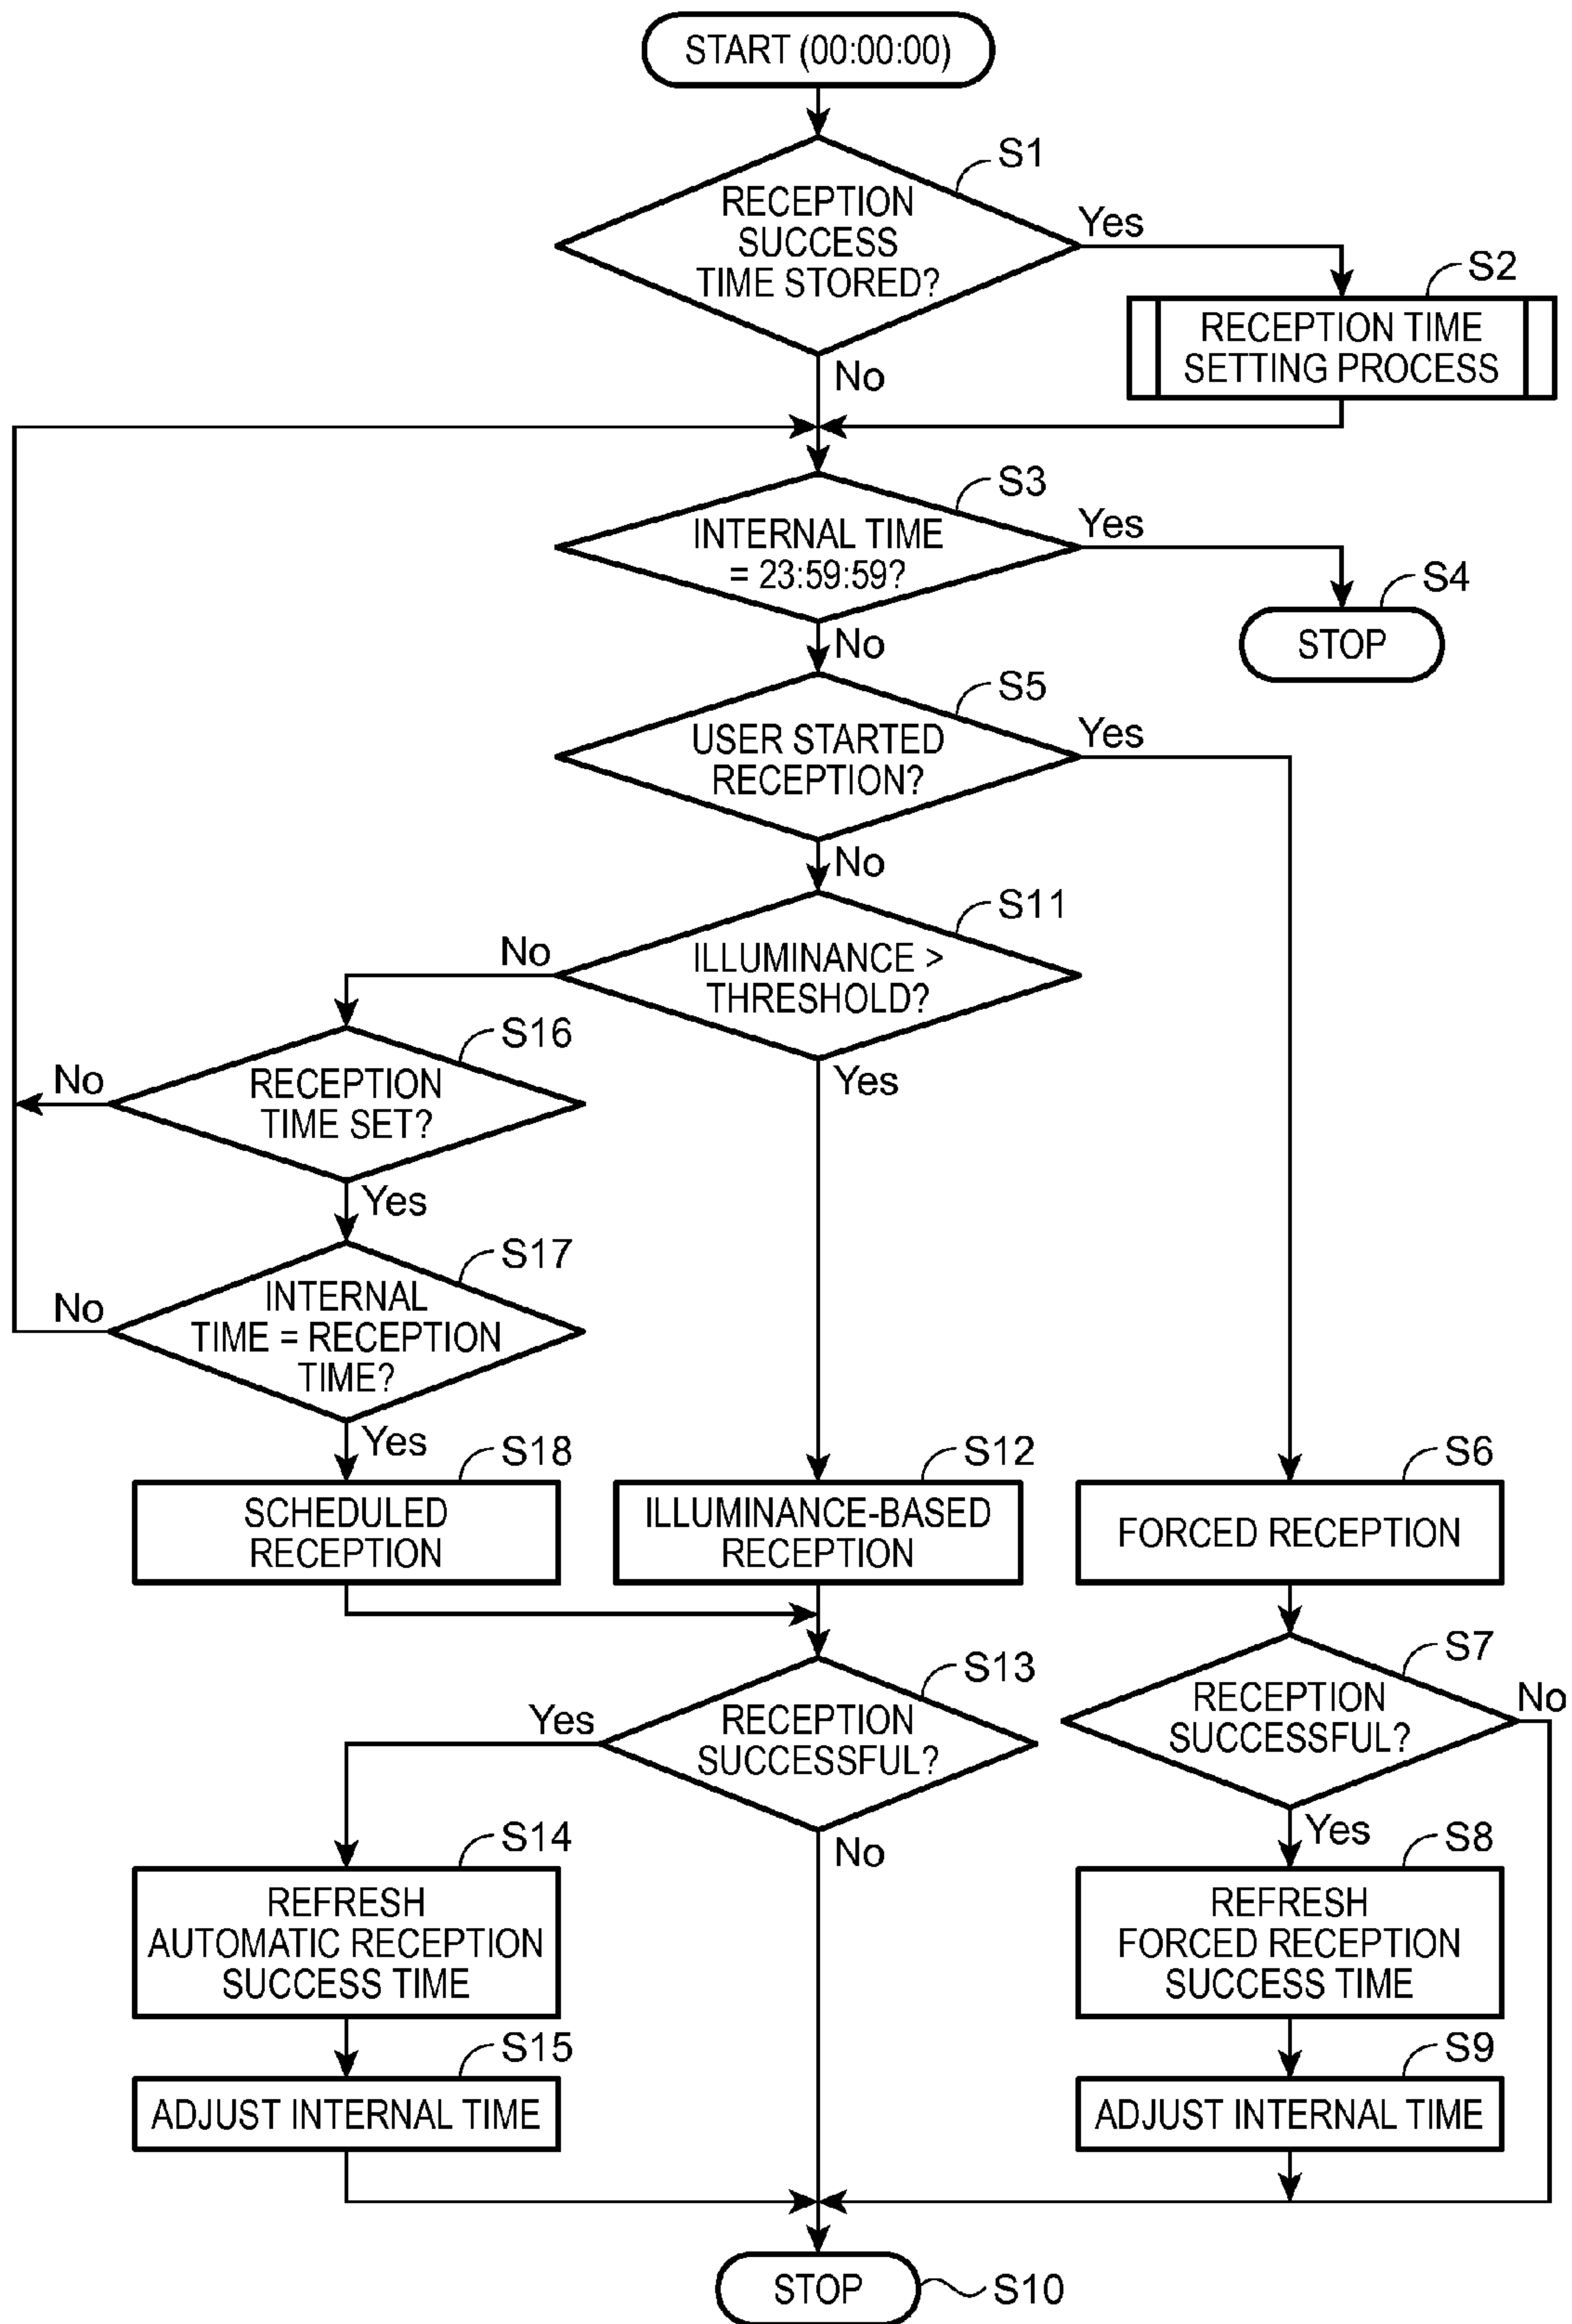 START (00:00:00)
S1
RECEPTION
SUCCESS
TIME STORED?
Yes
S2
RECEPTION TIME
SETTING PROCESS
No
S3
INTERNAL TIME
= 23:59:59?
Yes
S4
STOP
No
S5
USER STARTED
RECEPTION?
Yes
No
S11
ILLUMINANCE >
THRESHOLD?
No
Yes
S16
RECEPTION
TIME SET?
No
Yes
S17
INTERNAL
TIME = RECEPTION
TIME?
No
Yes
S18
SCHEDULED
RECEPTION
S12
ILLUMINANCE-BASED
RECEPTION
S6
FORCED RECEPTION
S13
RECEPTION
SUCCESSFUL?
Yes
No
S7
RECEPTION
SUCCESSFUL?
No
Yes
S14
REFRESH
AUTOMATIC RECEPTION
SUCCESS TIME
S8
REFRESH
FORCED RECEPTION
SUCCESS TIME
S15
ADJUST INTERNAL TIME
S9
ADJUST INTERNAL TIME
STOP
S10